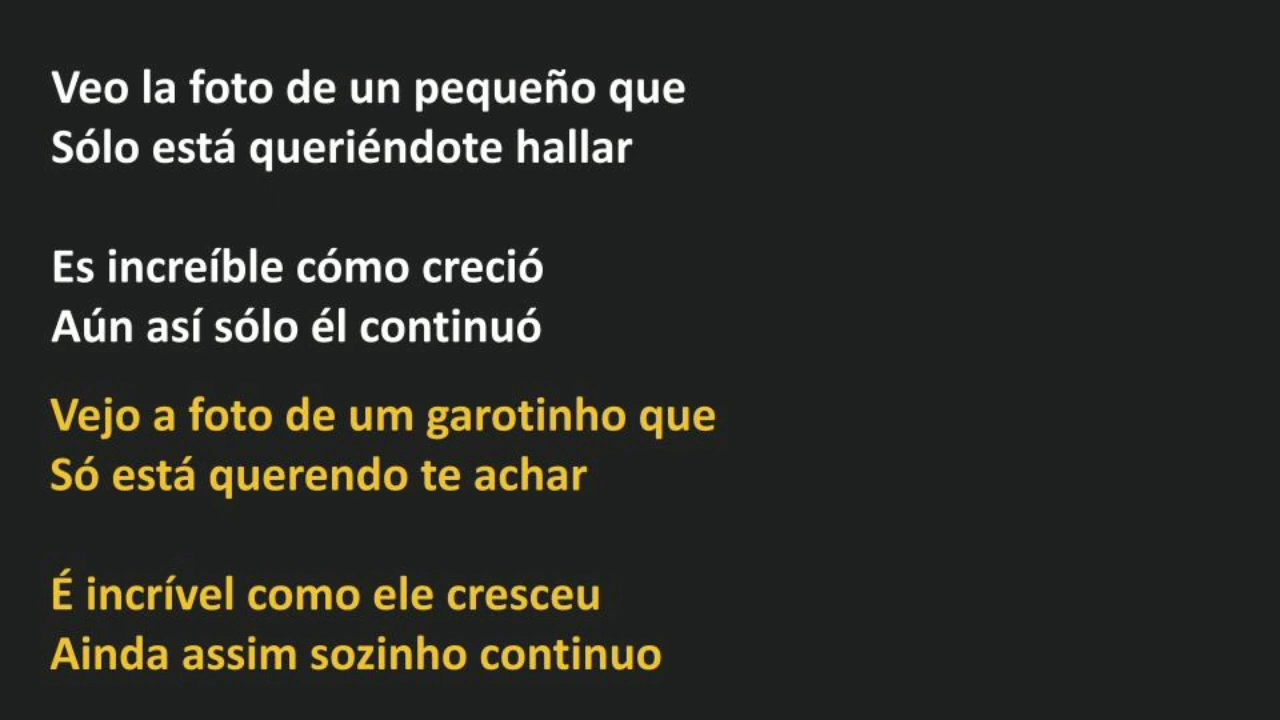 Veo la foto de un pequeño que
Sólo está queriéndote hallar
Es increíble cómo creció
Aún así sólo él continuó
Vejo a foto de um garotinho que
Só está querendo te achar
É incrível como ele cresceu
Ainda assim sozinho continuo